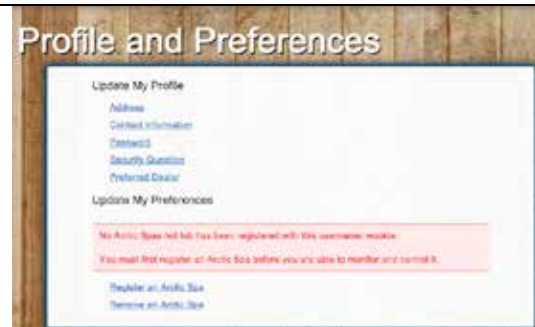 Profile and Preferences
Update My Profile
Address
Contact Information
Password
Security Question
Preferred Dealer
Update My Preferences
No Arctic Spas hot tub has been registered with this username
You must first register an Arctic Spa before you are able to monitor and control it.
Register an Arctic Spa
Remove an Arctic Spa